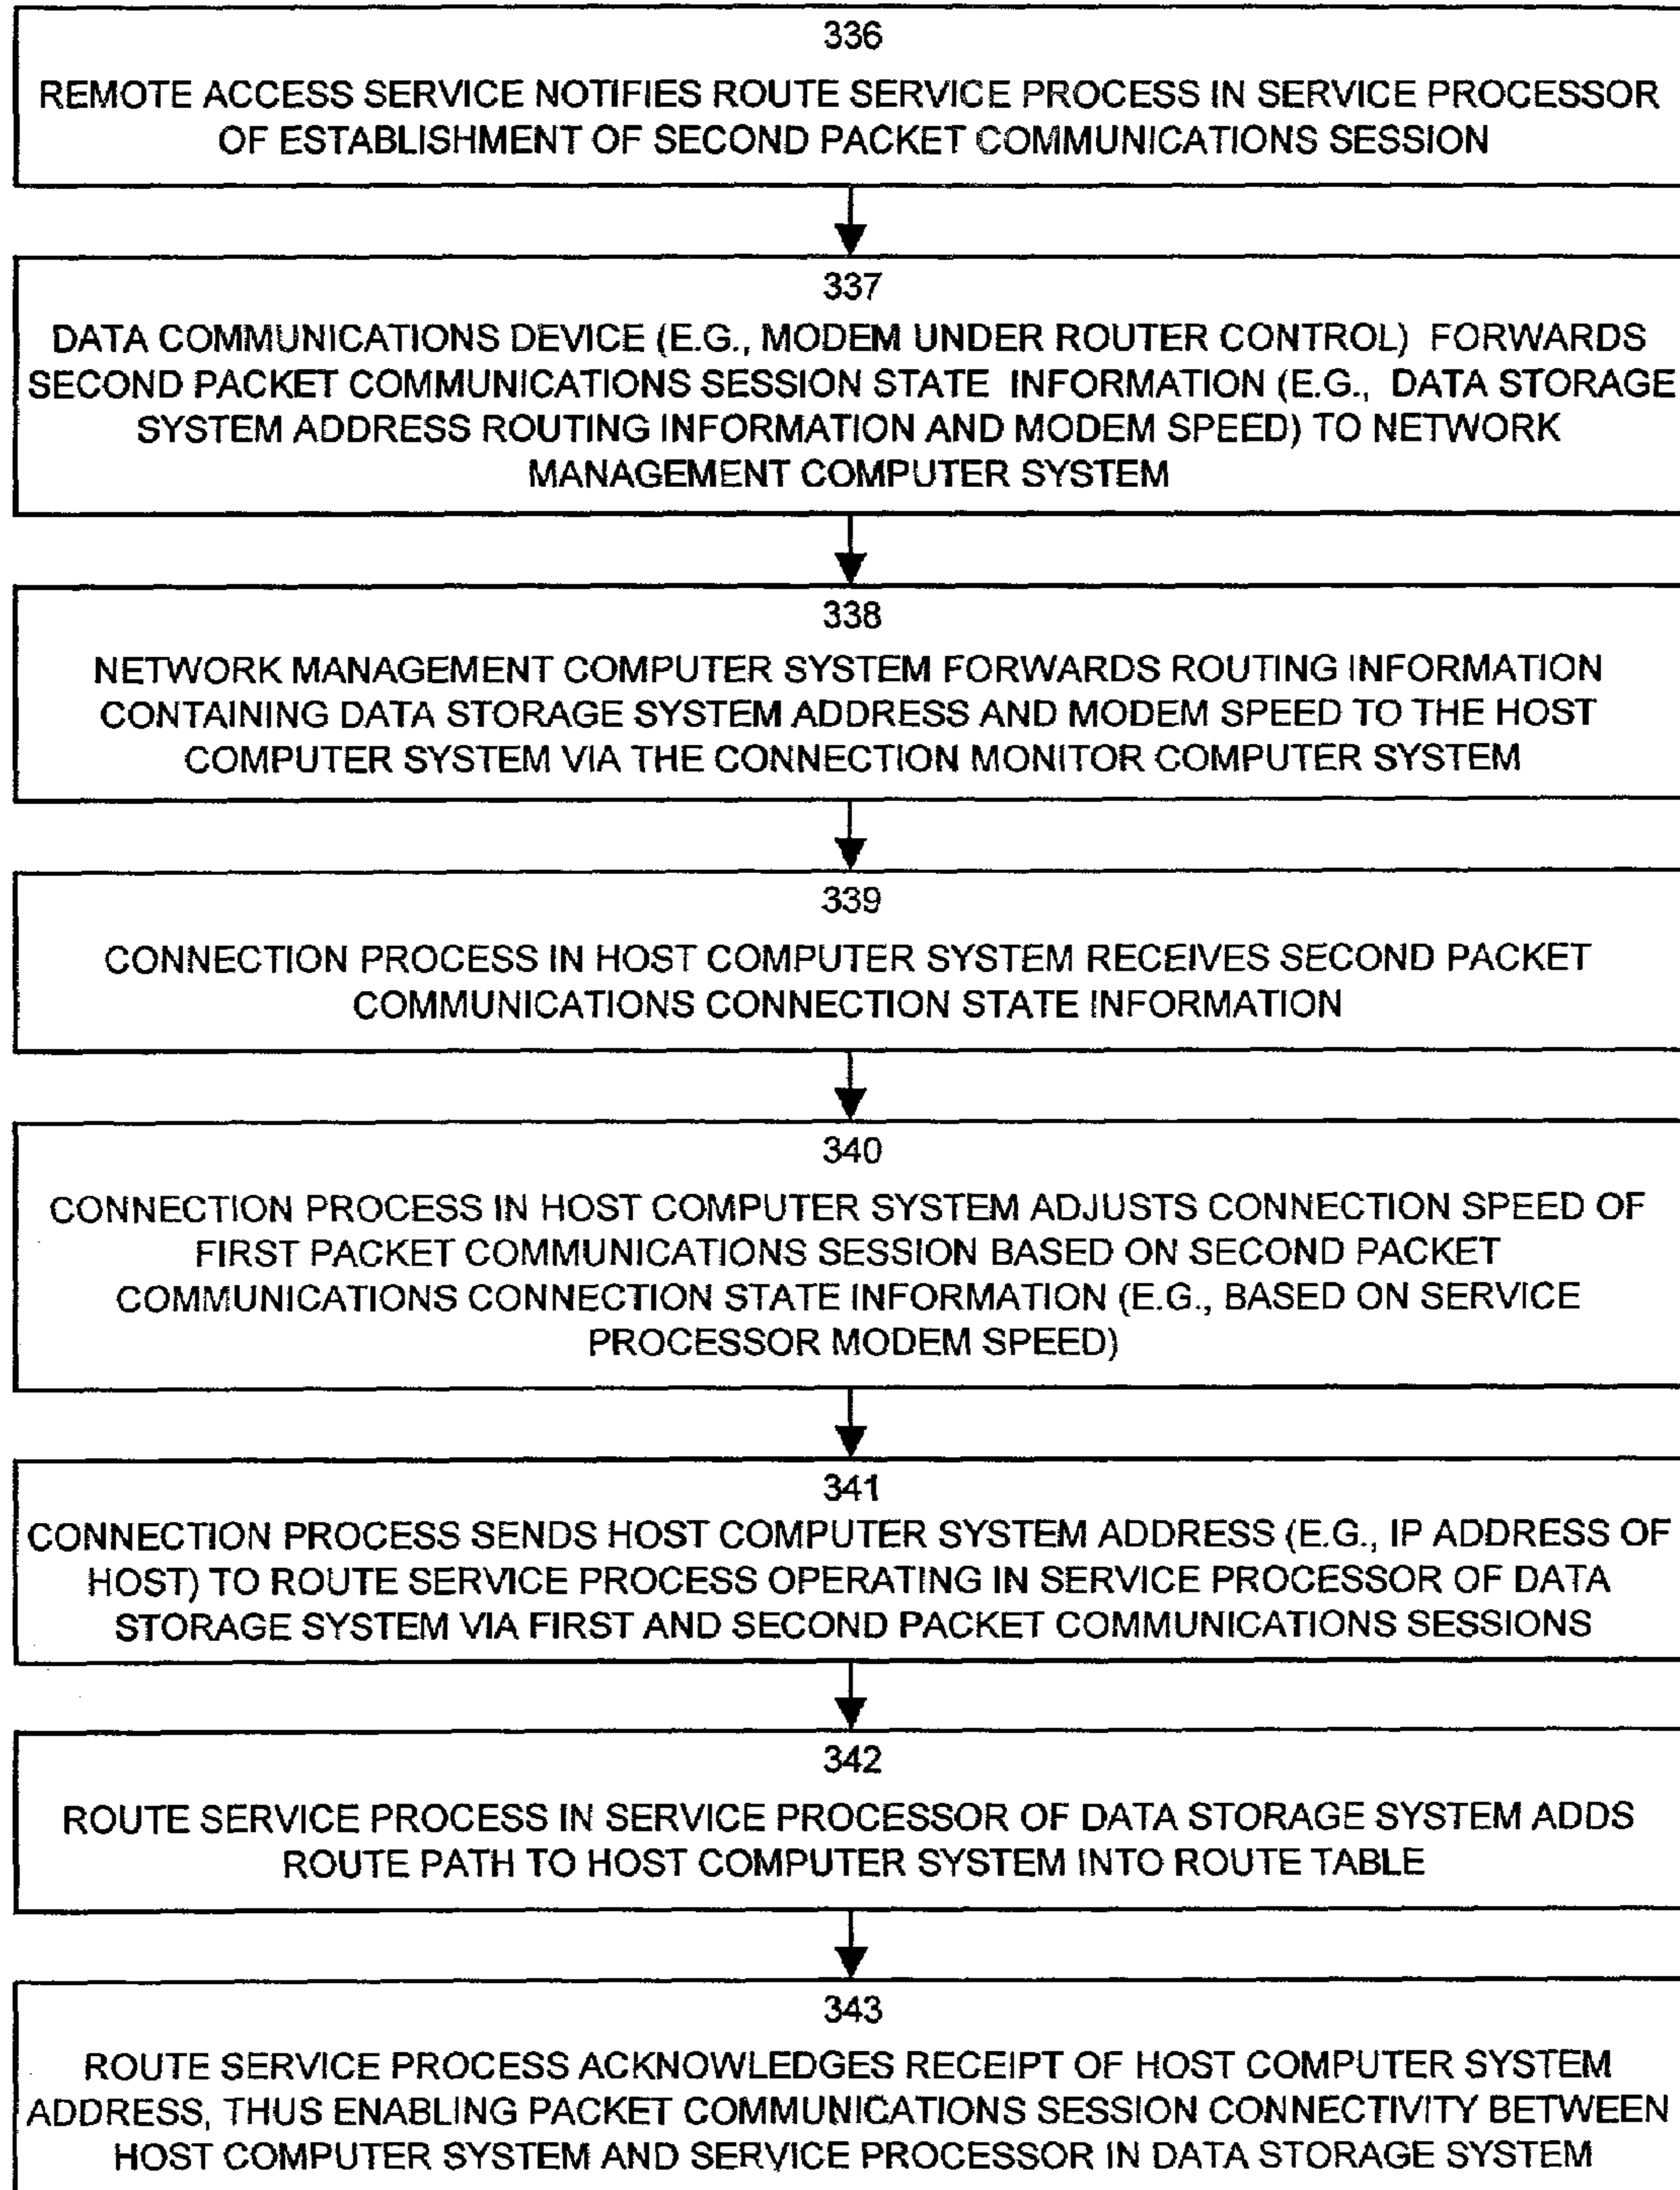 336
REMOTE ACCESS SERVICE NOTIFIES ROUTE SERVICE PROCESS IN SERVICE PROCESSOR
OF ESTABLISHMENT OF SECOND PACKET COMMUNICATIONS SESSION
337
DATA COMMUNICATIONS DEVICE (E.G., MODEM UNDER ROUTER CONTROL) FORWARDS
SECOND PACKET COMMUNICATIONS SESSION STATE INFORMATION (E.G., DATA STORAGE
SYSTEM ADDRESS ROUTING INFORMATION AND MODEM SPEED) TO NETWORK
MANAGEMENT COMPUTER SYSTEM
338
NETWORK MANAGEMENT COMPUTER SYSTEM FORWARDS ROUTING INFORMATION
CONTAINING DATA STORAGE SYSTEM ADDRESS AND MODEM SPEED TO THE HOST
COMPUTER SYSTEM VIA THE CONNECTION MONITOR COMPUTER SYSTEM
339
CONNECTION PROCESS IN HOST COMPUTER SYSTEM RECEIVES SECOND PACKET
COMMUNICATIONS CONNECTION STATE INFORMATION
340
CONNECTION PROCESS IN HOST COMPUTER SYSTEM ADJUSTS CONNECTION SPEED OF
FIRST PACKET COMMUNICATIONS SESSION BASED ON SECOND PACKET
COMMUNICATIONS CONNECTION STATE INFORMATION (E.G., BASED ON SERVICE
PROCESSOR MODEM SPEED)
341
CONNECTION PROCESS SENDS HOST COMPUTER SYSTEM ADDRESS (E.G., IP ADDRESS OF
HOST) TO ROUTE SERVICE PROCESS OPERATING IN SERVICE PROCESSOR OF DATA
STORAGE SYSTEM VIA FIRST AND SECOND PACKET COMMUNICATIONS SESSIONS
342
ROUTE SERVICE PROCESS IN SERVICE PROCESSOR OF DATA STORAGE SYSTEM ADDS
ROUTE PATH TO HOST COMPUTER SYSTEM INTO ROUTE TABLE
343
ROUTE SERVICE PROCESS ACKNOWLEDGES RECEIPT OF HOST COMPUTER SYSTEM
ADDRESS, THUS ENABLING PACKET COMMUNICATIONS SESSION CONNECTIVITY BETWEEN
HOST COMPUTER SYSTEM AND SERVICE PROCESSOR IN DATA STORAGE SYSTEM